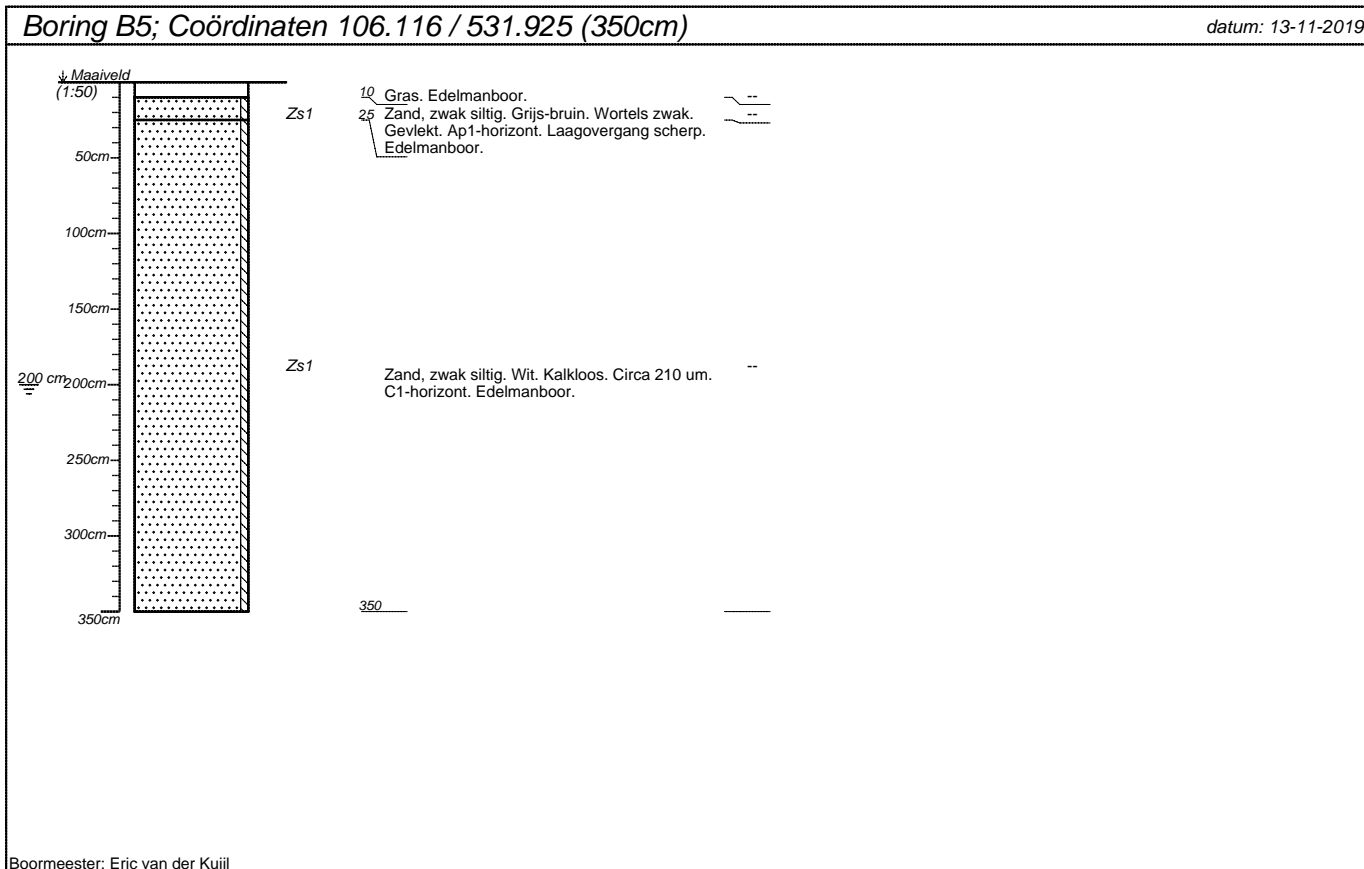 Boring B5; Coördinaten 106.116 / 531.925 (350cm)
datum: 13-11-2019
Maaiveld
(1:50)
10 Gras. Edelmanboor. --
Zs1 25 Zand, zwak siltig. Grijs-bruin. Wortels zwak. --
Gevlekt. Ap1-horizont. Laagovergang scherp.
Edelmanboor.
50cm
100cm
150cm
Zs1 Zand, zwak siltig. Wit. Kalkloos. Circa 210 um. --
C1-horizont. Edelmanboor.
200 cm
200cm
250cm
300cm
350
350cm
Boormeester: Eric van der Kuijl